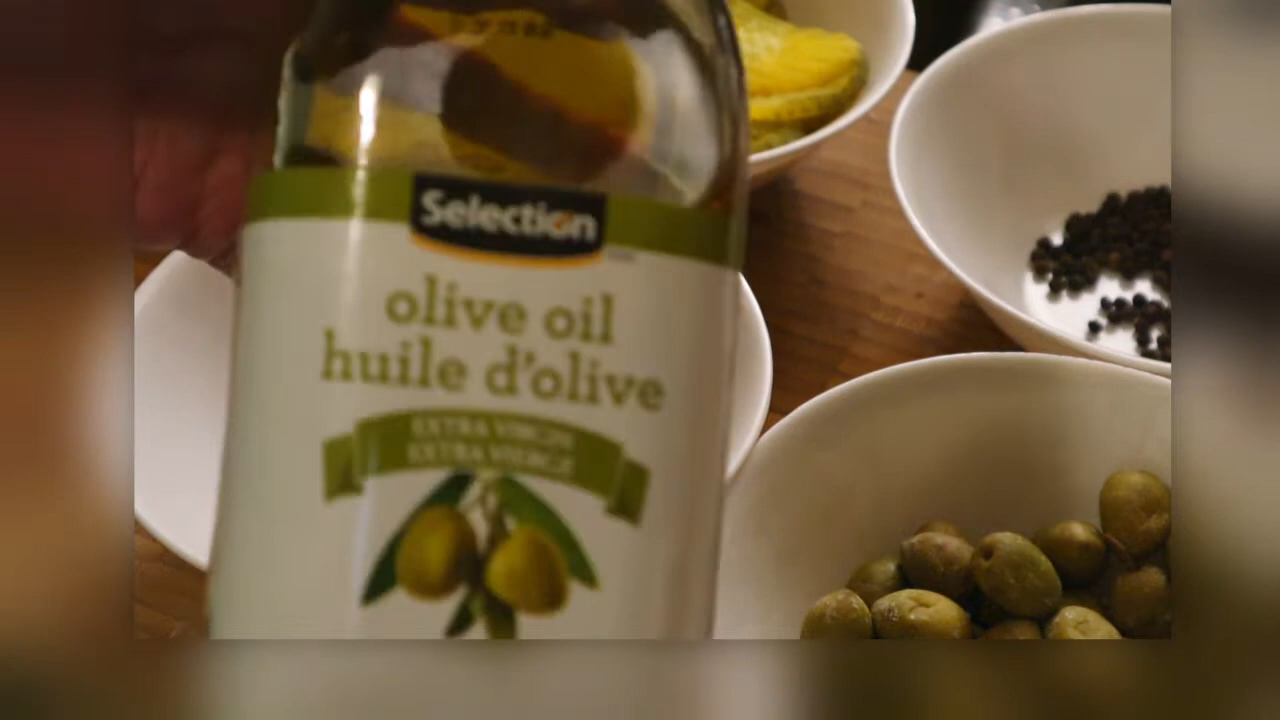 Selection
olive oil
huile d'olive
EXTRA VIRGIN
EXTRA VIERGE